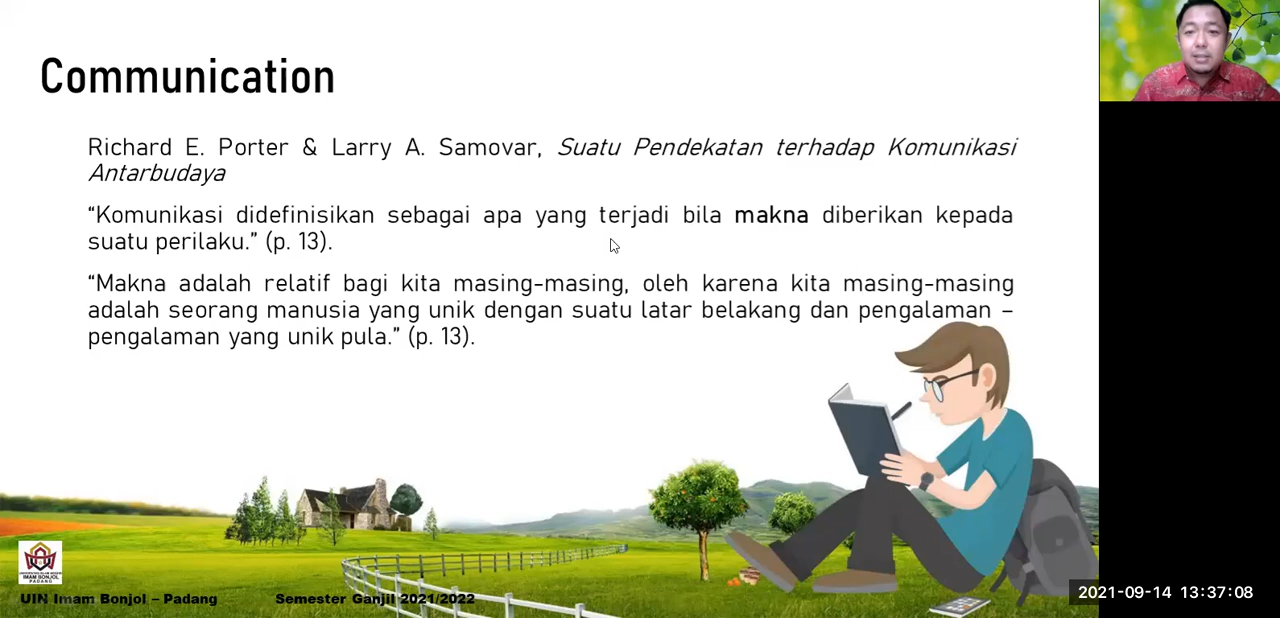 Communication
Richard E. Porter & Larry A. Samovar, Suatu Pendekatan terhadap Komunikasi
Antarbudaya
“Komunikasi didefinisikan sebagai apa yang terjadi bila makna diberikan kepada
suatu perilaku.” (p. 13).
“Makna adalah relatif bagi kita masing-masing, oleh karena kita masing-masing
adalah seorang manusia yang unik dengan suatu latar belakang dan pengalaman –
pengalaman yang unik pula.” (p. 13).
IMAM BONJOL
PADANG
UIN Imam Bonjol – Padang
Semester Ganjil 2021/2022
2021-09-14 13:37:08